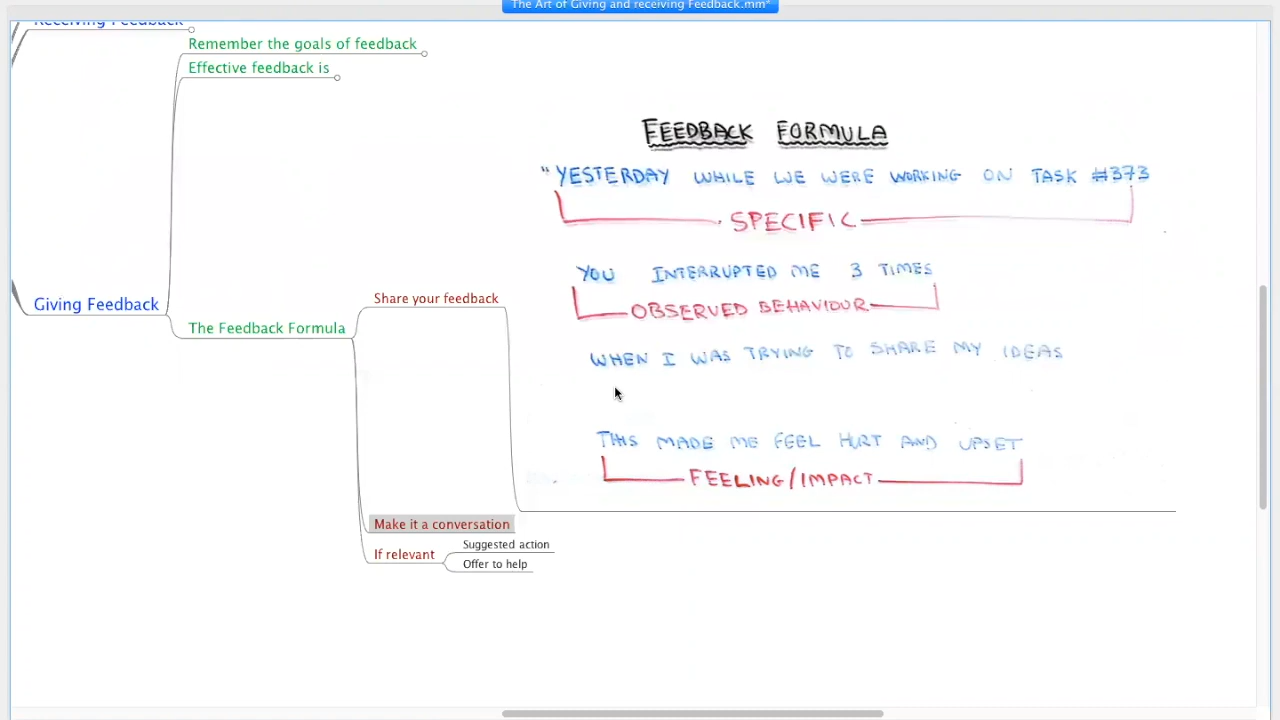 The Art of Giving and receiving Feedback.mm*
Receiving Feedback
Remember the goals of feedback
Effective feedback is
Giving Feedback
The Feedback Formula
Share your feedback
FEEDBACK FORMULA
"YESTERDAY WHILE WE WERE WORKING ON TASK #373
SPECIFIC
YOU INTERRUPTED ME 3 TIMES
OBSERVED BEHAVIOUR
WHEN I WAS TRYING TO SHARE MY IDEAS
THIS MADE ME FEEL HURT AND UPSET
FEELING/IMPACT
Make it a conversation
If relevant
Suggested action
Offer to help